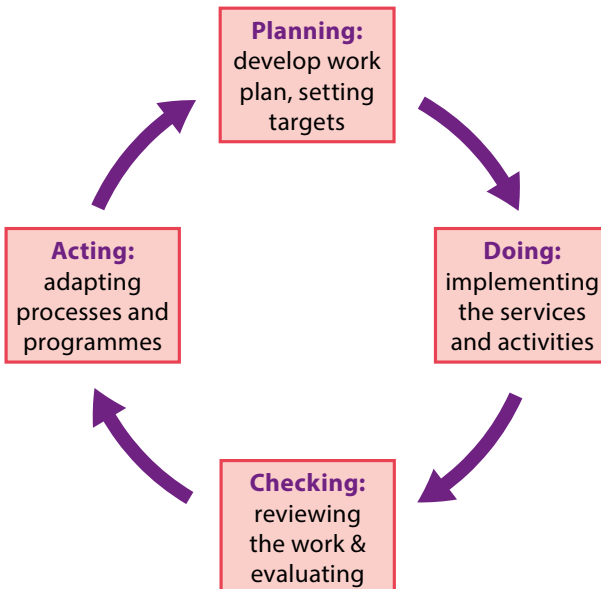 Planning:
develop work
plan, setting
targets
Acting:
adapting
processes and
programmes
Doing:
implementing
the services
and activities
Checking:
reviewing
the work &
evaluating